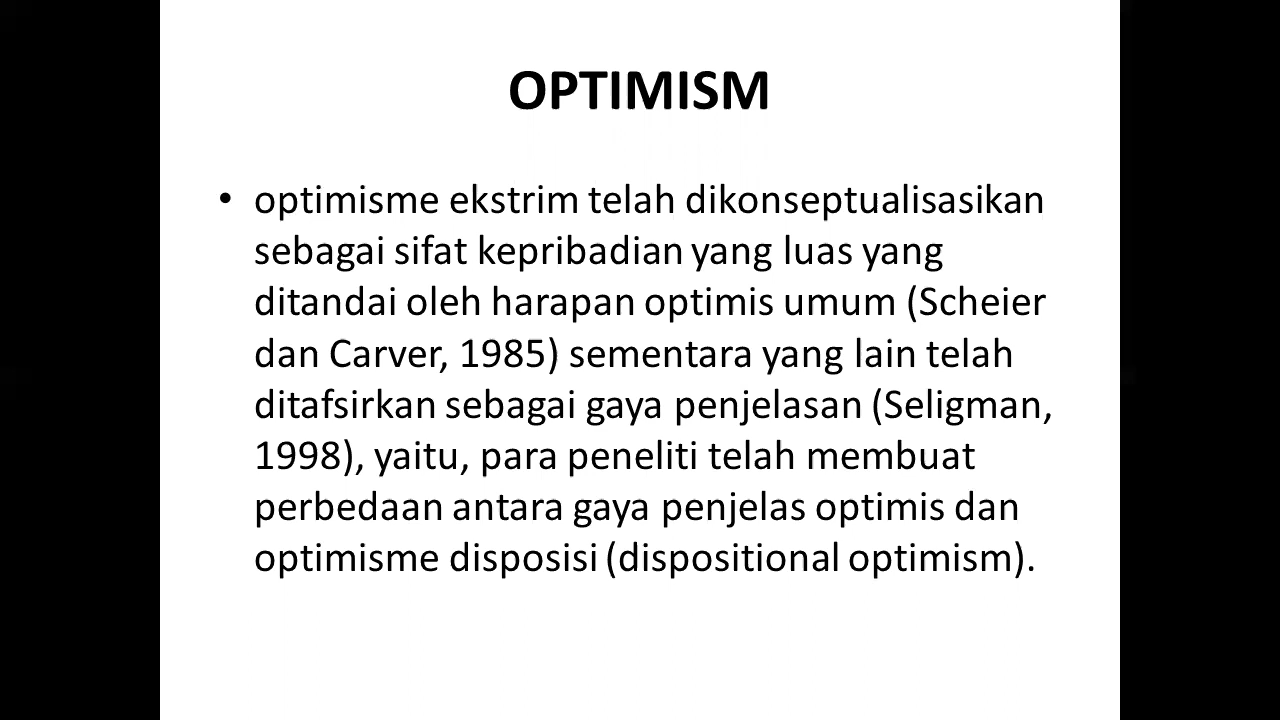 OPTIMISM
• optimisme ekstrim telah dikonseptualisasikan
sebagai sifat kepribadian yang luas yang
ditandai oleh harapan optimis umum (Scheier
dan Carver, 1985) sementara yang lain telah
ditafsirkan sebagai gaya penjelasan (Seligman,
1998), yaitu, para peneliti telah membuat
perbedaan antara gaya penjelas optimis dan
optimisme disposisi (dispositional optimism).